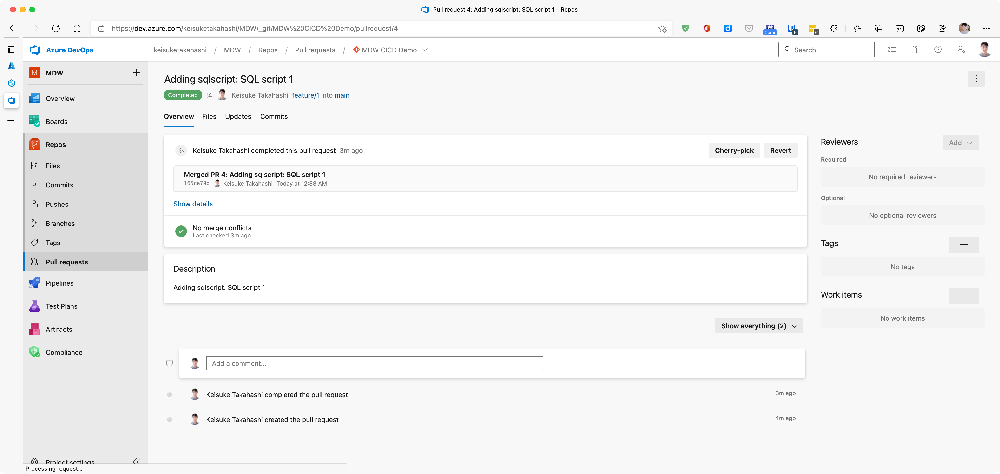 Pull request 4: Adding sqlscript: SQL script 1 - Repos
https://dev.azure.com/keisuketakahashi/MDW/_git/MDW%20CICD%20Demo/pullrequest/4
Comn
9
6
Azure DevOps
keisuketakahashi / MDW / Repos / Pull requests / MDW CICD Demo
Search
M MDW
Overview
Boards
Repos
Files
Commits
Pushes
Branches
Tags
Pull requests
Pipelines
Test Plans
Artifacts
Compliance
Project settings
Processing request...
Adding sqlscript: SQL script 1
Completed !4 Keisuke Takahashi feature/1 into main
Overview Files Updates Commits
Keisuke Takahashi completed this pull request 3m ago
Cherry-pick Revert
Merged PR 4: Adding sqlscript: SQL script 1
165ca70b Keisuke Takahashi Today at 12:38 AM
Show details
No merge conflicts
Last checked 3m ago
Description
Adding sqlscript: SQL script 1
Show everything (2)
Add a comment...
Keisuke Takahashi completed the pull request 3m ago
Keisuke Takahashi created the pull request 4m ago
Reviewers Add
Required
No required reviewers
Optional
No optional reviewers
Tags
No tags
Work items
No work items